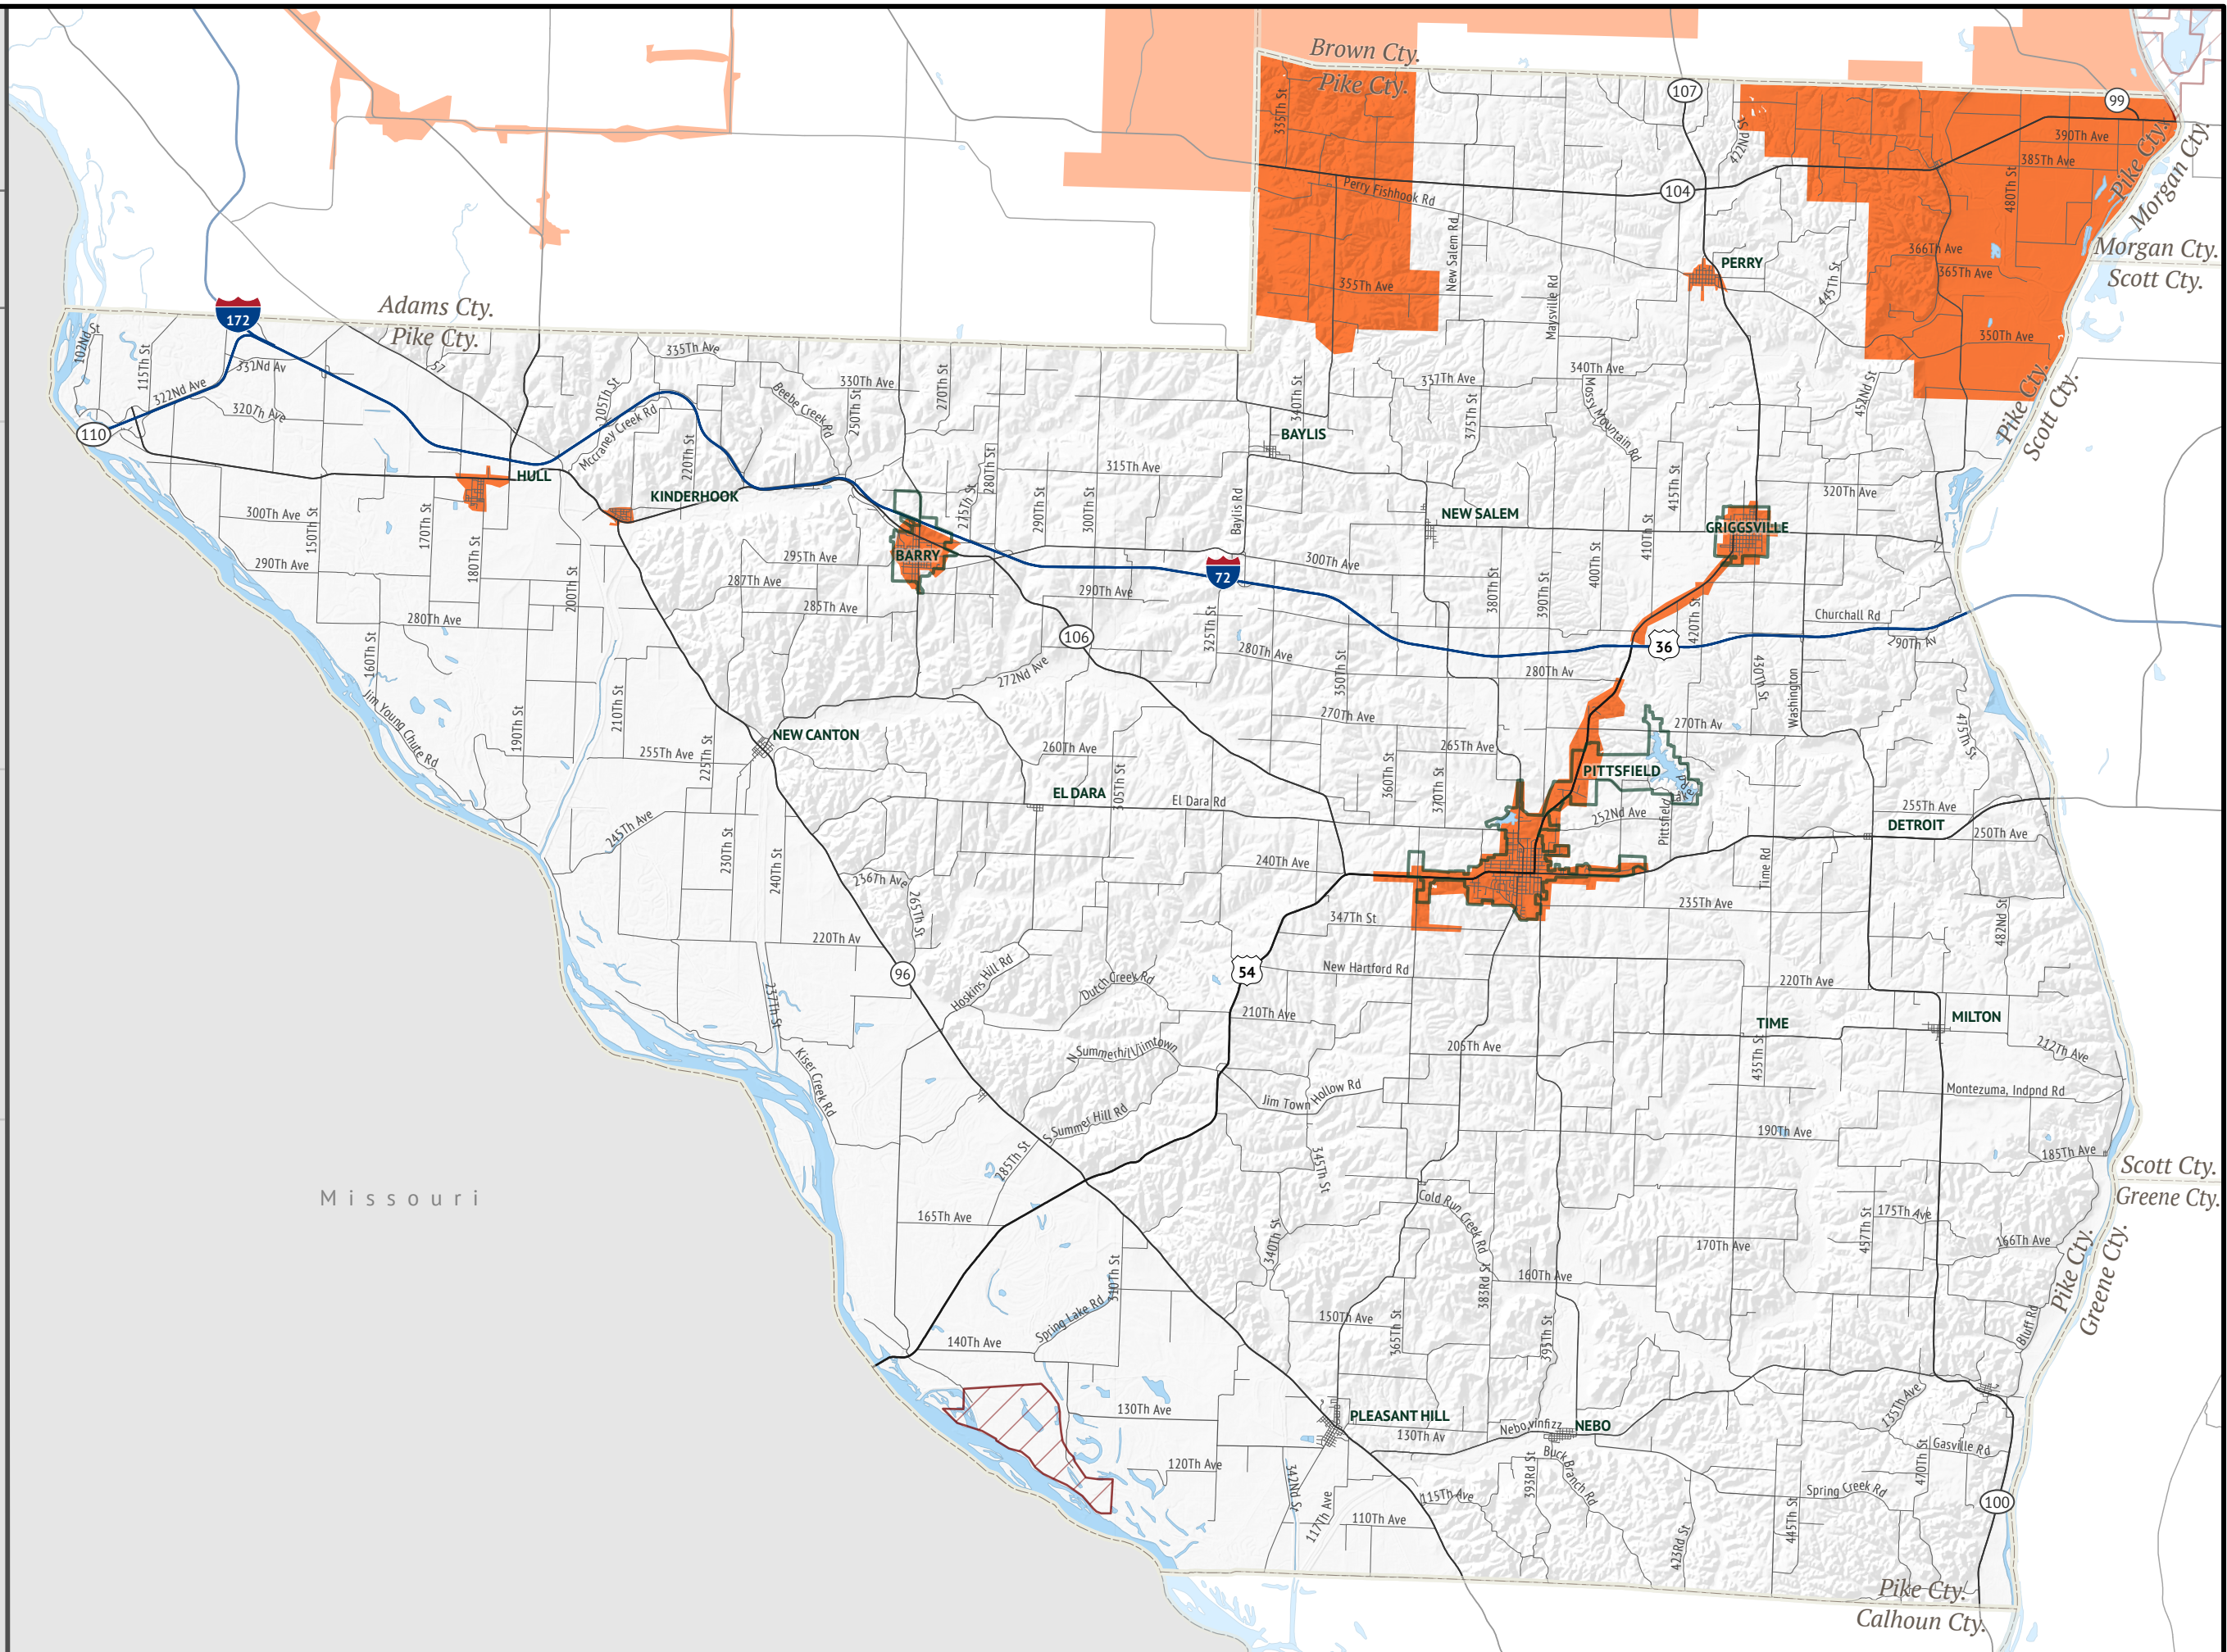 Brown Cty.
Pike Cty.
107
99
390Th Ave
385Th Ave
335Th St
422Nd St
104
Perry Fishhook Rd
480Th St
Pike Cty.
Morgan Cty.
New Salem Rd
366Th Ave
365Th Ave
Morgan Cty.
Scott Cty.
PERRY
445Th St
355Th Ave
Maysville Rd
350Th Ave
Adams Cty.
Pike Cty.
172
102Nd St
115Th St
332Nd Av
322Nd Ave
320Th Ave
57
335Th Ave
330Th Ave
270Th St
205Th St
Mccraney Creek Rd
Beebe Creek Rd
250Th St
340Th St
337Th Ave
340Th Ave
Mossy Mountain Rd
375Th St
452Nd St
Pike Cty.
Scott Cty.
110
220Th St
BAYLIS
HULL
KINDERHOOK
280Th St
275Th St
315Th Ave
415Th St
320Th Ave
NEW SALEM
GRIGGSVILLE
300Th Ave
150Th St
170Th St
290Th St
300Th St
Baylis Rd
410Th St
290Th Ave
180Th St
200Th St
295Th Ave
BARRY
287Th Ave
285Th Ave
290Th Ave
72
300Th Ave
380Th St
390Th St
400Th St
420Th St
Churchall Rd
280Th Ave
160Th St
106
325Th St
280Th Ave
350Th St
36
280Th Av
290Th Av
430Th St
Washington
272Nd Ave
210Th St
Jim Young Chute Rd
190Th St
NEW CANTON
255Th Ave
225Th St
260Th Ave
270Th Ave
265Th Ave
270Th Av
475Th St
PITTSFIELD
Pittsfield Lake Rd
EL DARA
305Th St
El Dara Rd
360Th St
370Th St
252Nd Ave
255Th Ave
DETROIT
250Th Ave
245Th Ave
230Th St
240Th St
236Th Ave
265Th St
240Th Ave
Time Rd
235Th Ave
482Nd St
347Th St
220Th Av
96
Hoskins Hill Rd
Dutch Creek Rd
54
New Hartford Rd
220Th Ave
237Th St
210Th Ave
TIME
MILTON
N Summerhill/jimtown
205Th Ave
435Th St
212Th Ave
Kiser Creek Rd
S Summer Hill Rd
Jim Town Hollow Rd
Montezuma, Indpnd Rd
285Th St
345Th St
190Th Ave
185Th Ave
Scott Cty.
Greene Cty.
Missouri
165Th Ave
340Th St
Cold Run Creek Rd
175Th Ave
457Th St
166Th Ave
170Th Ave
Pike Cty.
Greene Cty.
310Th St
383Rd St
160Th Ave
Spring Lake Rd
150Th Ave
365Th St
395Th St
Bluff Rd
140Th Ave
130Th Ave
PLEASANT HILL
130Th Av
Nebo,vinfizz
NEBO
135Th Ave
Gasville Rd
470Th St
120Th Ave
342Nd St
117Th Ave
115Th Ave
110Th Ave
393Rd St
Buck Branch Rd
423Rd St
445Th St
Spring Creek Rd
100
Pike Cty.
Calhoun Cty.